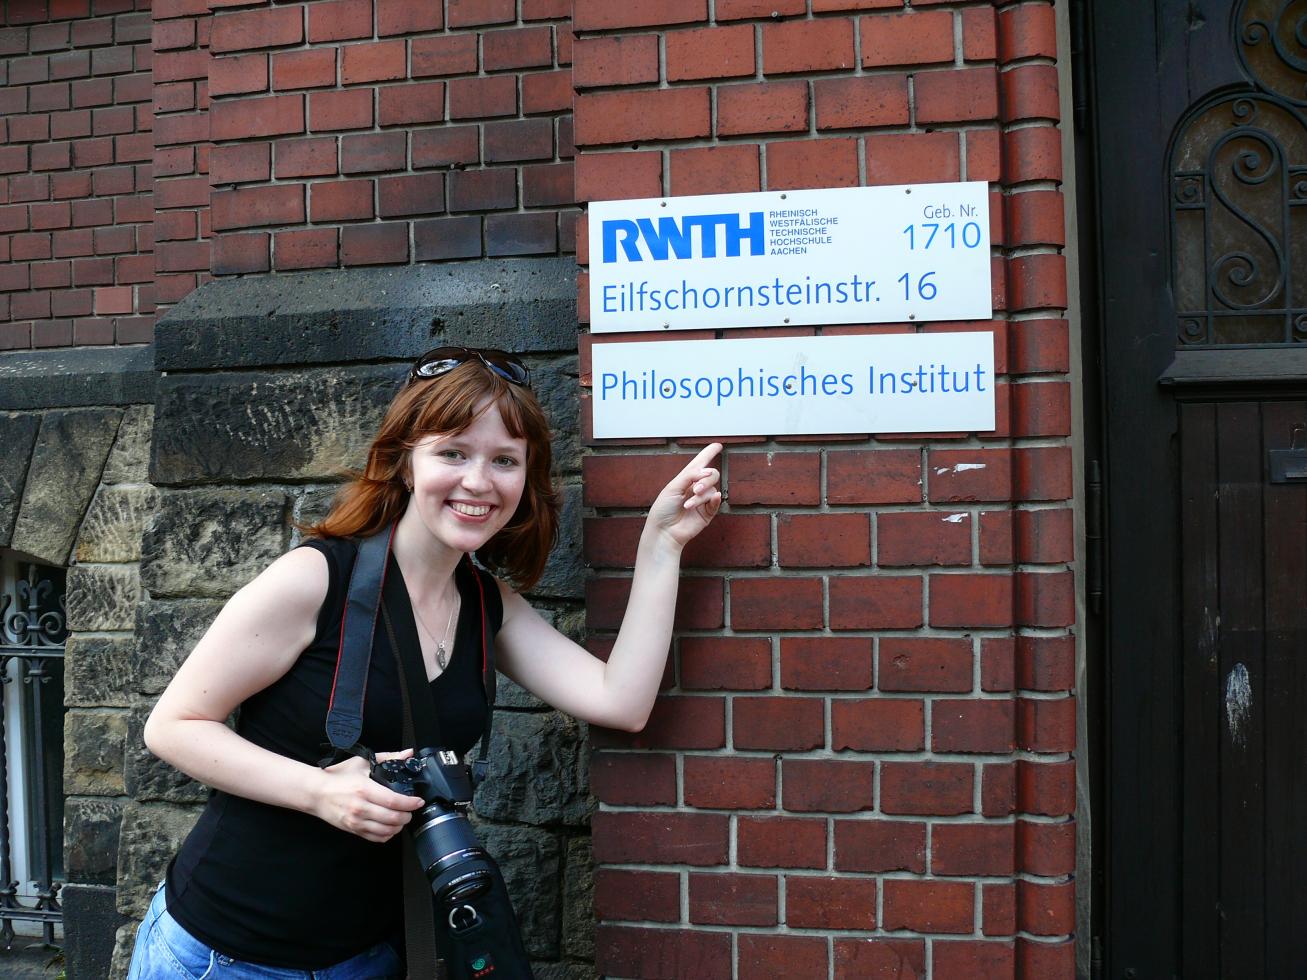 RWTH
RHEINISCH
WESTFÄLISCHE
TECHNISCHE
HOCHSCHULE
AACHEN
Geb. Nr.
1710
Eilfschornsteinstr. 16
Philosophisches Institut